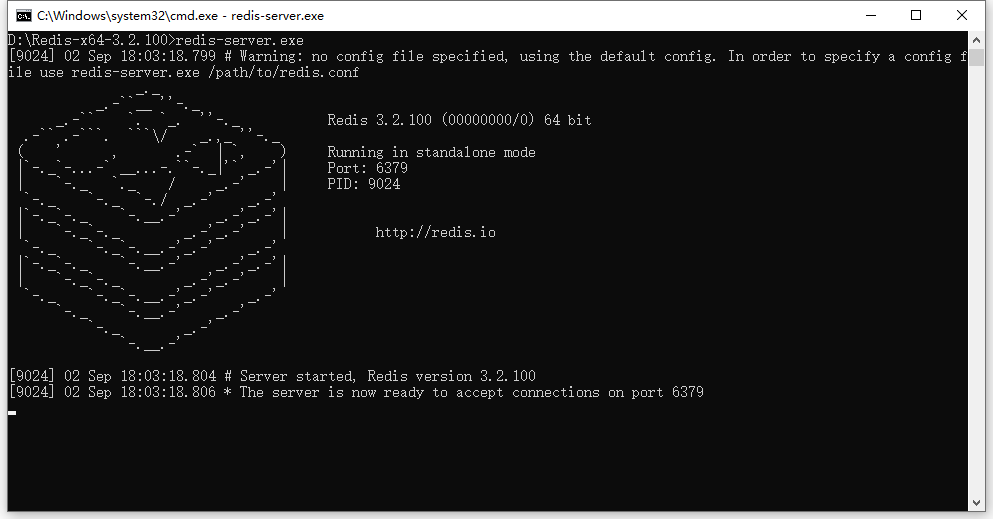 C:\Windows\system32\cmd.exe - redis-server.exe
D:\Redis-x64-3.2.100>redis-server.exe
[9024] 02 Sep 18:03:18.799 # Warning: no config file specified, using the default config. In order to specify a config f
ile use redis-server.exe /path/to/redis.conf
Redis 3.2.100 (00000000/0) 64 bit
Running in standalone mode
Port: 6379
PID: 9024
http://redis.io
[9024] 02 Sep 18:03:18.804 # Server started, Redis version 3.2.100
[9024] 02 Sep 18:03:18.806 * The server is now ready to accept connections on port 6379